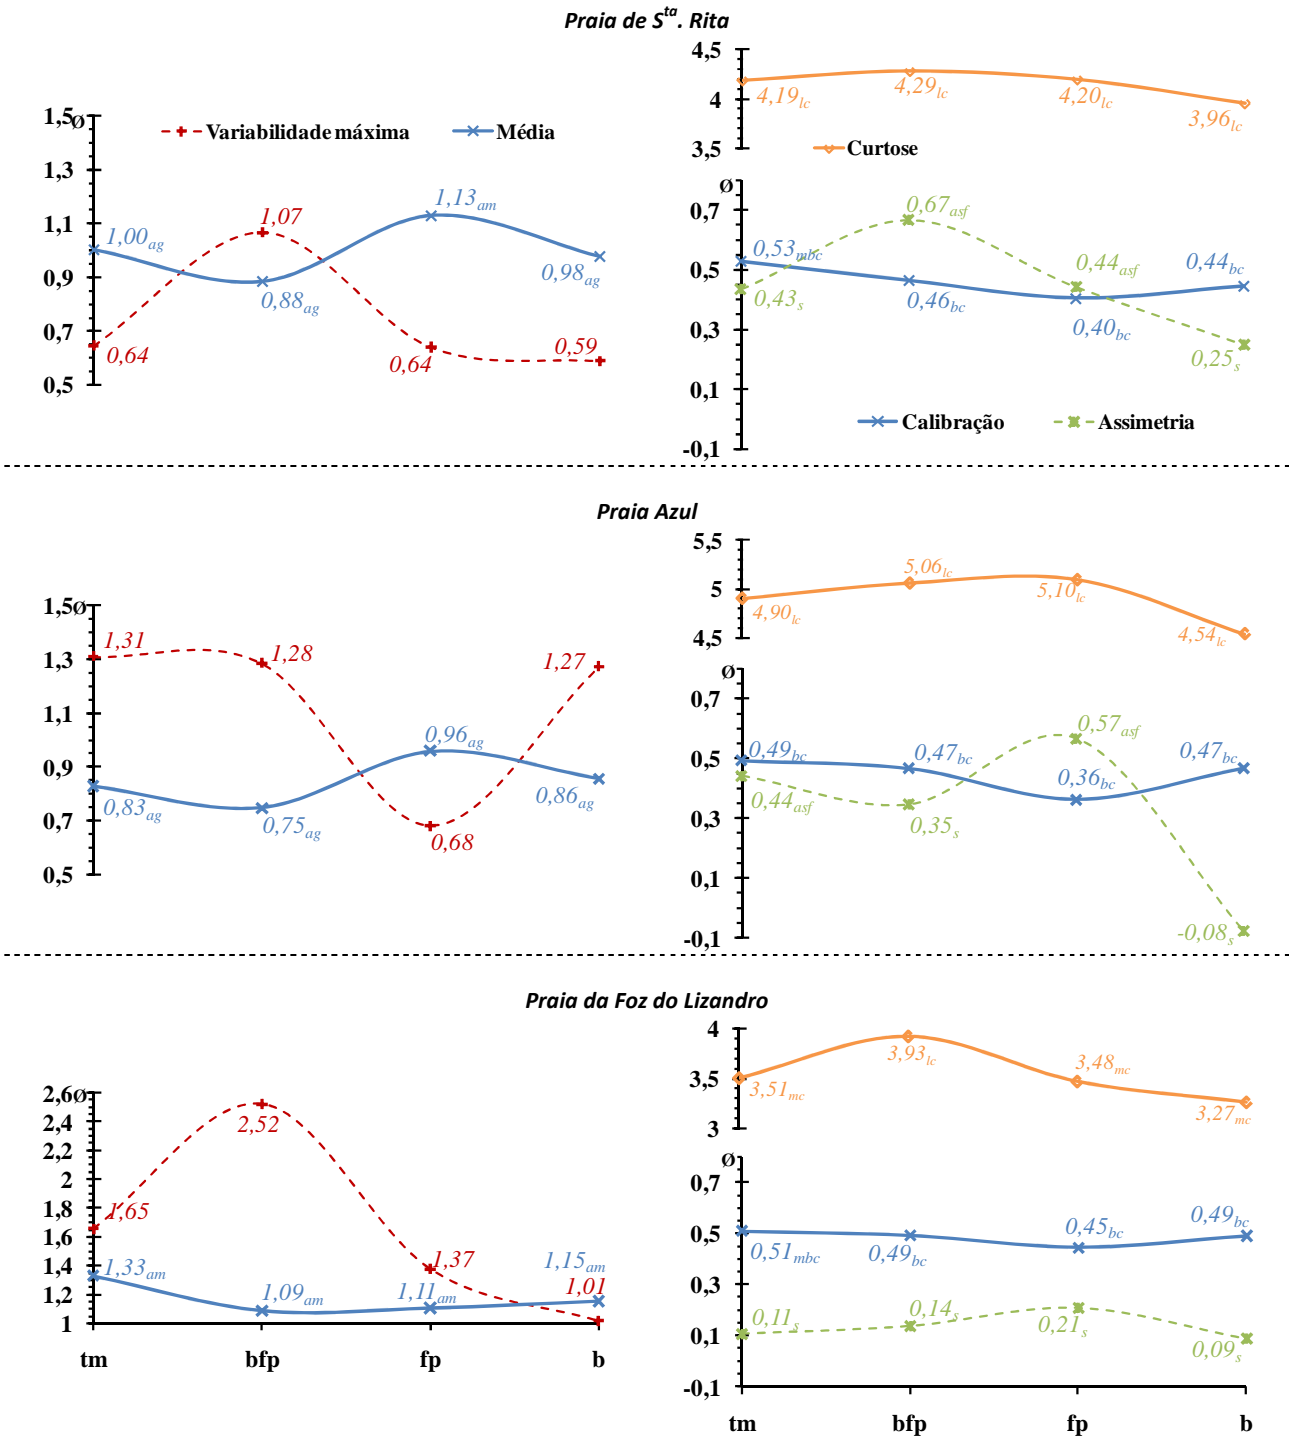 Praia de Sta. Rita
1,5 Ø
1,3
1,1
0,9
0,7
0,5
Variabilidade máxima
Média
1,00ag
0,88ag
1,13am
0,98ag
0,64
1,07
0,64
0,59
4,5
4
3,5
4,19lc
4,29lc
4,20lc
3,96lc
Curtose
Ø
0,7
0,5
0,3
0,1
-0,1
0,53mbc
0,46bc
0,40bc
0,44bc
0,43s
0,67asf
0,44asf
0,25s
Calibração
Assimetria
Praia Azul
1,5 Ø
1,3
1,1
0,9
0,7
0,5
1,31
1,28
0,68
1,27
0,83ag
0,75ag
0,96ag
0,86ag
5,5
5
4,5
4,90lc
5,06lc
5,10lc
4,54lc
Ø
0,7
0,5
0,3
0,1
-0,1
0,49bc
0,47bc
0,36bc
0,47bc
0,44asf
0,35s
0,57asf
-0,08s
Praia da Foz do Lizandro
2,6 Ø
2,4
2,2
2
1,8
1,6
1,4
1,2
1
1,65
2,52
1,37
1,01
1,33am
1,09am
1,11am
1,15am
tm bfp fp b
4
3,5
3
3,51mc
3,93lc
3,48mc
3,27mc
Ø
0,7
0,5
0,3
0,1
-0,1
0,51mbc
0,49bc
0,45bc
0,49bc
0,11s
0,14s
0,21s
0,09s
tm bfp fp b